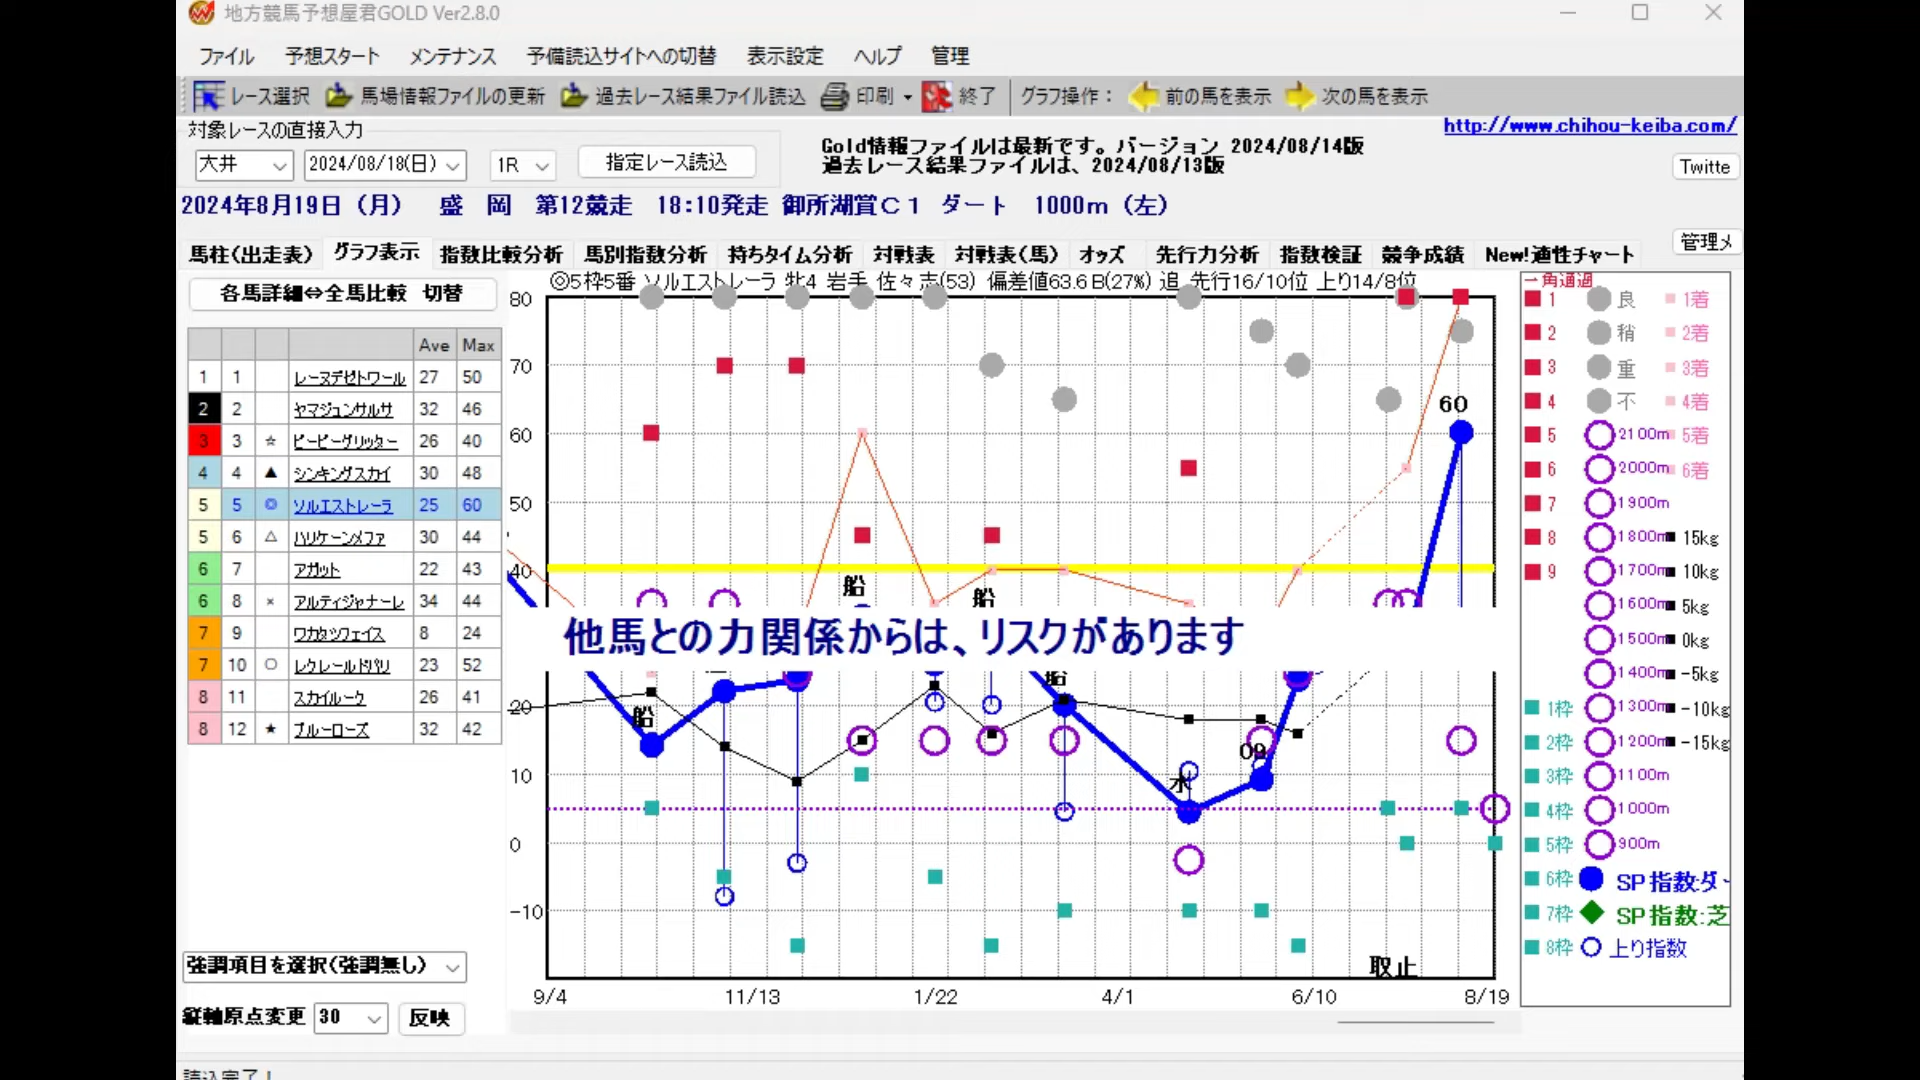 地方競馬予想屋君GOLD Ver2.8.0
ファイル 予想スタート メンテナンス 予備読込サイトへの切替 表示設定 ヘルプ 管理
レース選択 馬場情報ファイルの更新 過去レース結果ファイル読込 印刷 終了 グラフ操作： 前の馬を表示 次の馬を表示
対象レースの直接入力
http://www.chihou-keiba.com/
大井 2024/08/18(日) 1R 指定レース読込
Gold情報ファイルは最新です。バージョン 2024/08/14版
過去レース結果ファイルは、2024/08/13版
Twitte
2024年8月19日（月） 盛 岡 第12競走 18:10発走 御所湖賞Ｃ１ ダート 1000m（左）
管理メ
馬柱(出走表) グラフ表示 指数比較分析 馬別指数分析 持ちタイム分析 対戦表 対戦表(馬) オッズ 先行力分析 指数検証 競争成績 New!適性チャート
各馬詳細⇔全馬比較 切替
◎5枠5番 ソルエストレーラ 牝4 岩手 佐々志(53) 偏差値63.6 B(27%) 追 先行16/10位 上り14/8位
Ave Max
1 1 レーヌデゼトワール 27 50
2 2 ヤマジュンサルサ 32 46
3 3 ☆ ピーピーグリッター 26 40
4 4 ▲ シンキングスカイ 30 48
5 5 ◎ ソルエストレーラ 25 60
5 6 △ ハリケーンメファ 30 44
6 7 アガット 22 43
6 8 × アルティジャナーレ 34 44
7 9 ワカタツフェイス 8 24
7 10 ○ レクレールドパリ 23 52
8 11 スカイルーク 26 41
8 12 ★ ブルーローズ 32 42
80
70
60
50
40
20
10
0
-10
60
船
船
他馬との力関係からは、リスクがあります
船
船
水
09
取止
9/4 11/13 1/22 4/1 6/10 8/19
一角通過
1 良 1着
2 稍 2着
3 重 3着
4 不 4着
5 2100m 5着
6 2000m 6着
7 1900m
8 1800m 15kg
9 1700m 10kg
1600m 5kg
1500m 0kg
1400m -5kg
1枠 1300m -10kg
2枠 1200m -15kg
3枠 1100m
4枠 1000m
5枠 900m
6枠 SP指数:ダ
7枠 SP指数:芝
8枠 上り指数
強調項目を選択(強調無し)
縦軸原点変更 30 反映
読込完了！